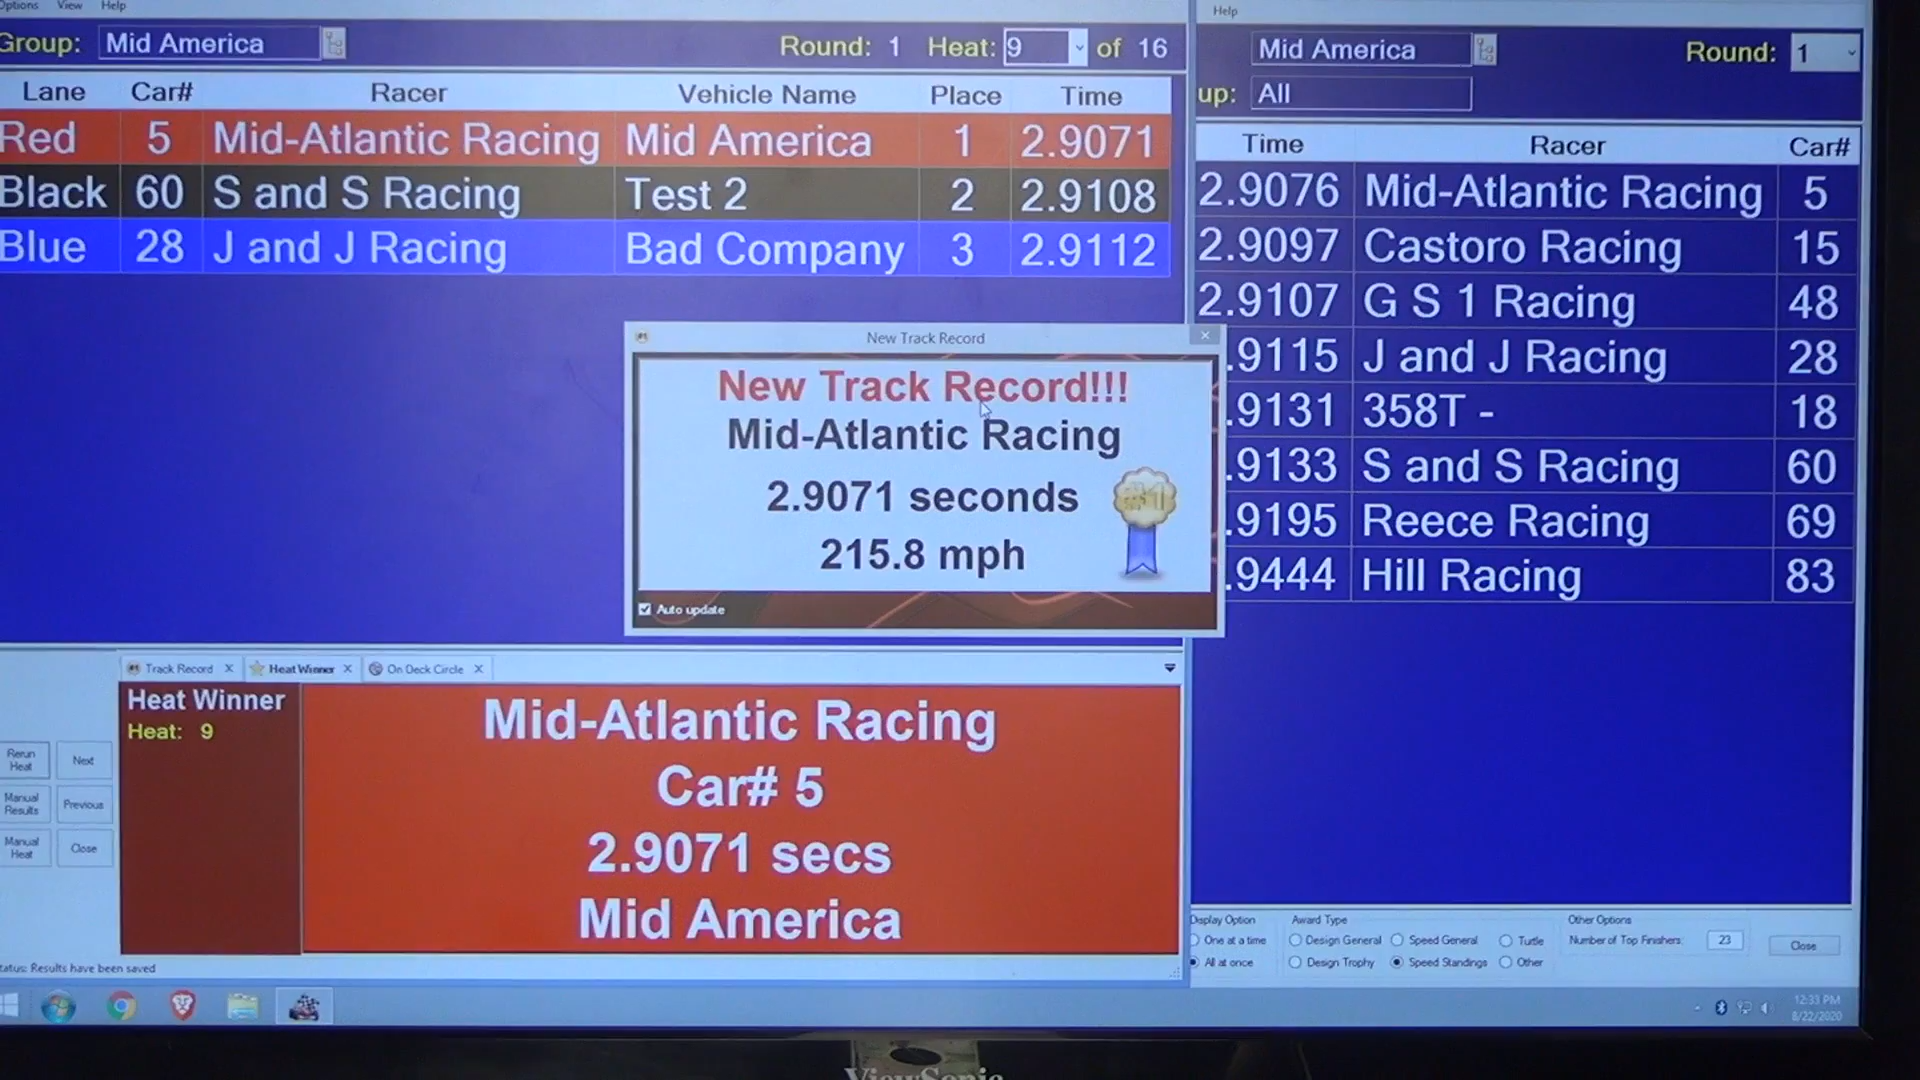 Options View Help
Group: Mid America Round: 1 Heat: 9 of 16
Lane Car# Racer Vehicle Name Place Time
Red 5 Mid-Atlantic Racing Mid America 1 2.9071
Black 60 S and S Racing Test 2 2 2.9108
Blue 28 J and J Racing Bad Company 3 2.9112
New Track Record
New Track Record!!!
Mid-Atlantic Racing
2.9071 seconds
#1
215.8 mph
Auto update
Track Record Heat Winner On Deck Circle
Heat Winner
Heat: 9
Mid-Atlantic Racing
Car# 5
2.9071 secs
Mid America
Rerun Heat
Next
Manual Results
Previous
Manual Heat
Close
tatus: Results have been saved
Help
Mid America Round: 1
up: All
Time Racer Car#
2.9076 Mid-Atlantic Racing 5
2.9097 Castoro Racing 15
2.9107 G S 1 Racing 48
.9115 J and J Racing 28
.9131 358T - 18
.9133 S and S Racing 60
.9195 Reece Racing 69
.9444 Hill Racing 83
Display Option Award Type Other Options
One at a time Design General Speed General Turtle Number of Top Finishers: 23 Close
All at once Design Trophy Speed Standings Other
12:33 PM
8/22/2020
ViewSonic